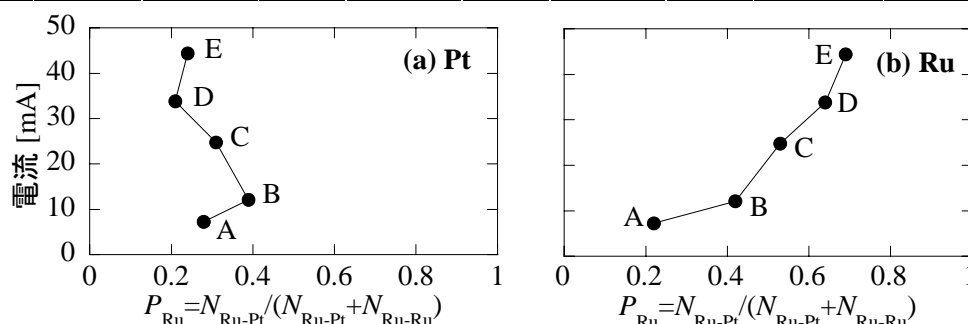 50
40
30
20
10
0
電流 [mA]
(a) Pt
E
D
C
B
A
0
0.2
0.4
0.6
0.8
1
P_Ru=N_Ru-Pt/(N_Ru-Pt+N_Ru-Ru)
(b) Ru
E
D
C
B
A
0
0.2
0.4
0.6
0.8
1
P_Ru=N_Ru-Pt/(N_Ru-Pt+N_Ru-Ru)